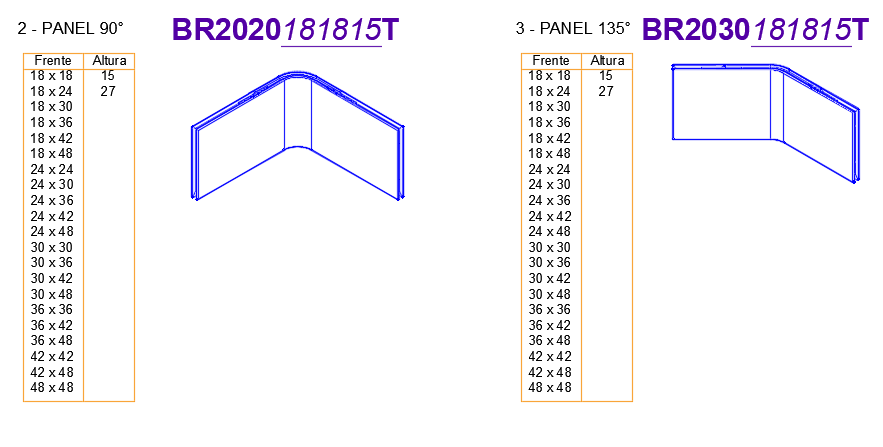 2 - PANEL 90° BR2020181815T
Frente Altura
18 x 18 15
18 x 24 27
18 x 30
18 x 36
18 x 42
18 x 48
24 x 24
24 x 30
24 x 36
24 x 42
24 x 48
30 x 30
30 x 36
30 x 42
30 x 48
36 x 36
36 x 42
36 x 48
42 x 42
42 x 48
48 x 48
3 - PANEL 135° BR2030181815T
Frente Altura
18 x 18 15
18 x 24 27
18 x 30
18 x 36
18 x 42
18 x 48
24 x 24
24 x 30
24 x 36
24 x 42
24 x 48
30 x 30
30 x 36
30 x 42
30 x 48
36 x 36
36 x 42
36 x 48
42 x 42
42 x 48
48 x 48